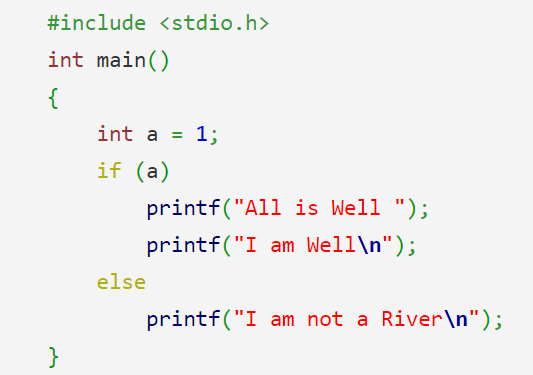 #include <stdio.h>
int main()
{
    int a = 1;
    if (a)
        printf("All is Well ");
        printf("I am Well\n");
    else
        printf("I am not a River\n");
}